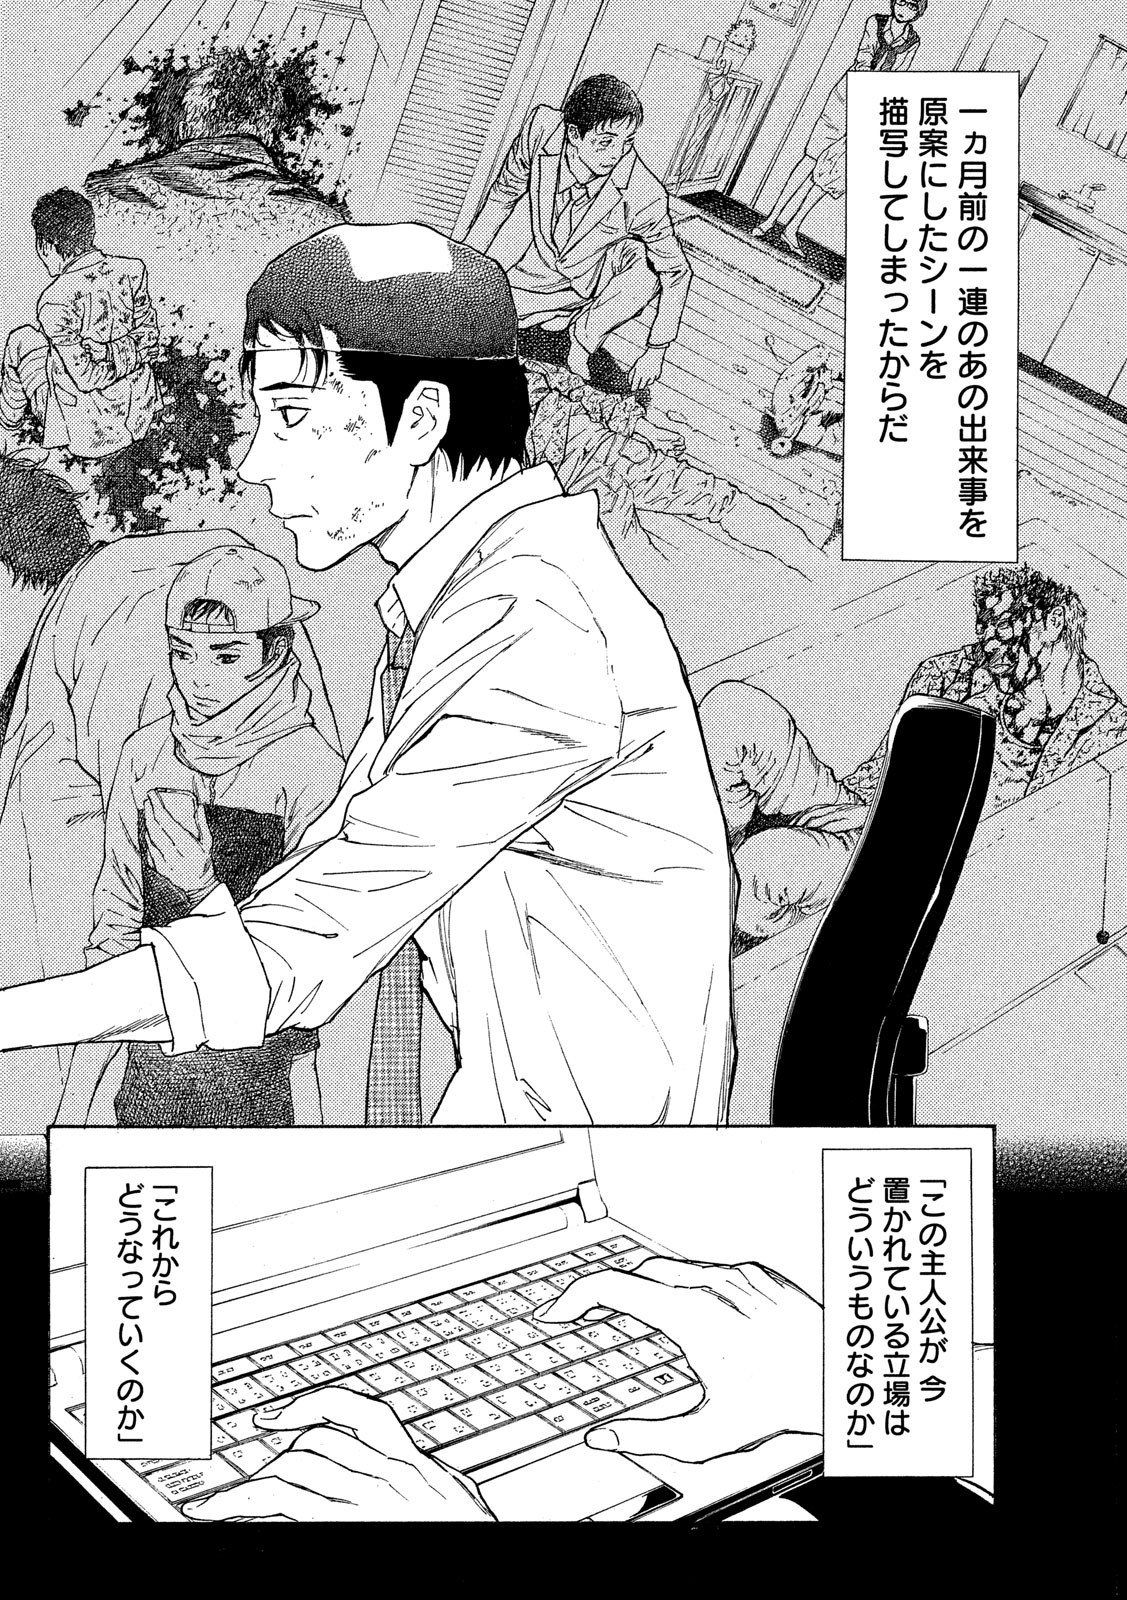 一ヵ月前の一連のあの出来事を
原案にしたシーンを
描写してしまったからだ
「この主人公が今
置かれている立場は
どういうものなのか」
「これから
どうなっていくのか」